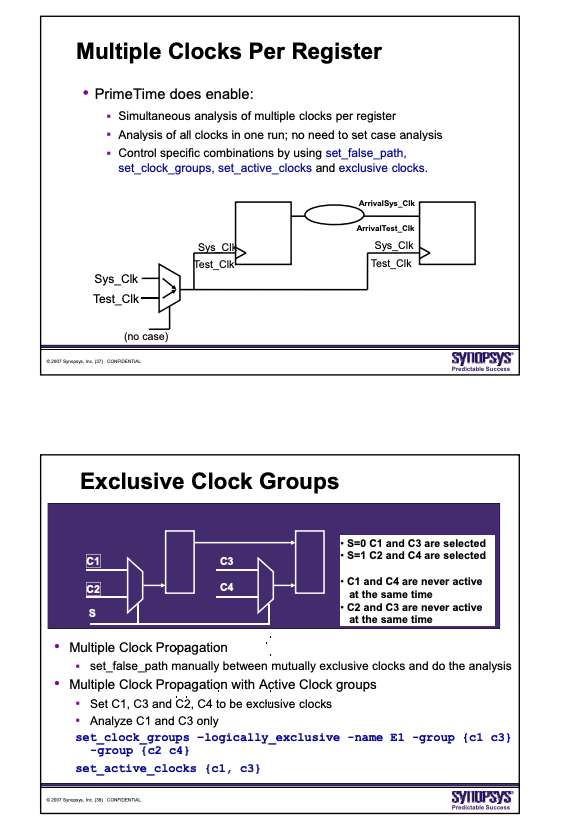 Multiple Clocks Per Register
• PrimeTime does enable:
▪ Simultaneous analysis of multiple clocks per register
▪ Analysis of all clocks in one run; no need to set case analysis
▪ Control specific combinations by using set_false_path,
set_clock_groups, set_active_clocks and exclusive clocks.
ArrivalSys_Clk
ArrivalTest_Clk
Sys_Clk
Test_Clk
Sys_Clk
Test_Clk
Sys_Clk
Test_Clk
(no case)
© 2007 Synopsys, Inc. (37) CONFIDENTIAL
SYNOPSYS®
Predictable Success
Exclusive Clock Groups
C1
C2
S
C3
C4
• S=0 C1 and C3 are selected
• S=1 C2 and C4 are selected
• C1 and C4 are never active
at the same time
• C2 and C3 are never active
at the same time
• Multiple Clock Propagation
▪ set_false_path manually between mutually exclusive clocks and do the analysis
• Multiple Clock Propagation with Active Clock groups
▪ Set C1, C3 and C2, C4 to be exclusive clocks
▪ Analyze C1 and C3 only
set_clock_groups –logically_exclusive –name E1 -group {c1 c3}
-group {c2 c4}
set_active_clocks {c1, c3}
© 2007 Synopsys, Inc. (38) CONFIDENTIAL
SYNOPSYS®
Predictable Success